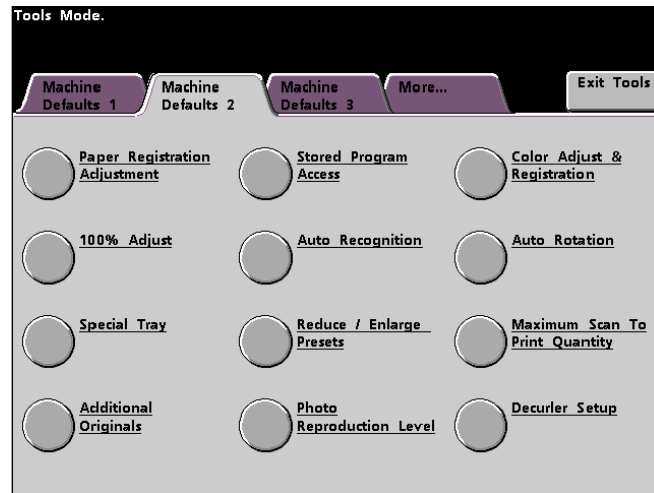 Tools Mode.
Machine
Defaults 1
Machine
Defaults 2
Machine
Defaults 3
More...
Exit Tools
Paper Registration
Adjustment
Stored Program
Access
Color Adjust &
Registration
100% Adjust
Auto Recognition
Auto Rotation
Special Tray
Reduce / Enlarge
Presets
Maximum Scan To
Print Quantity
Additional
Originals
Photo
Reproduction Level
Decurler Setup